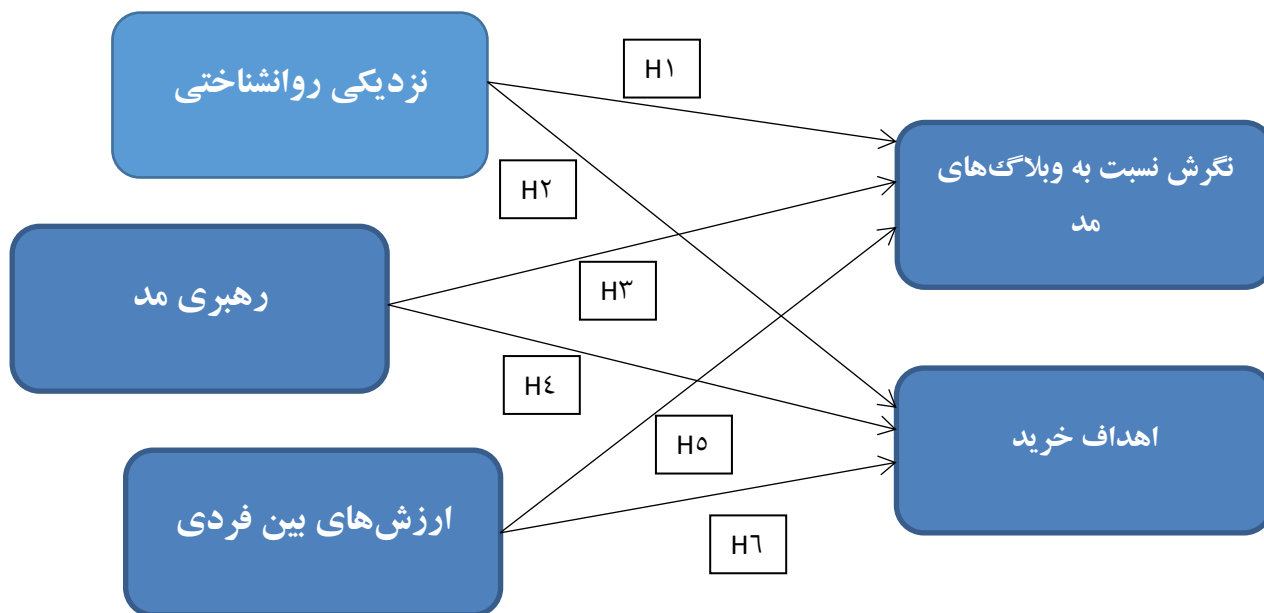 نزدیکی روانشناختی
H۱
نگرش نسبت به وبلاگ‌های
مد
H۲
رهبری مد
H۳
H٤
اهداف خرید
H٥
ارزش‌های بین فردی
H٦